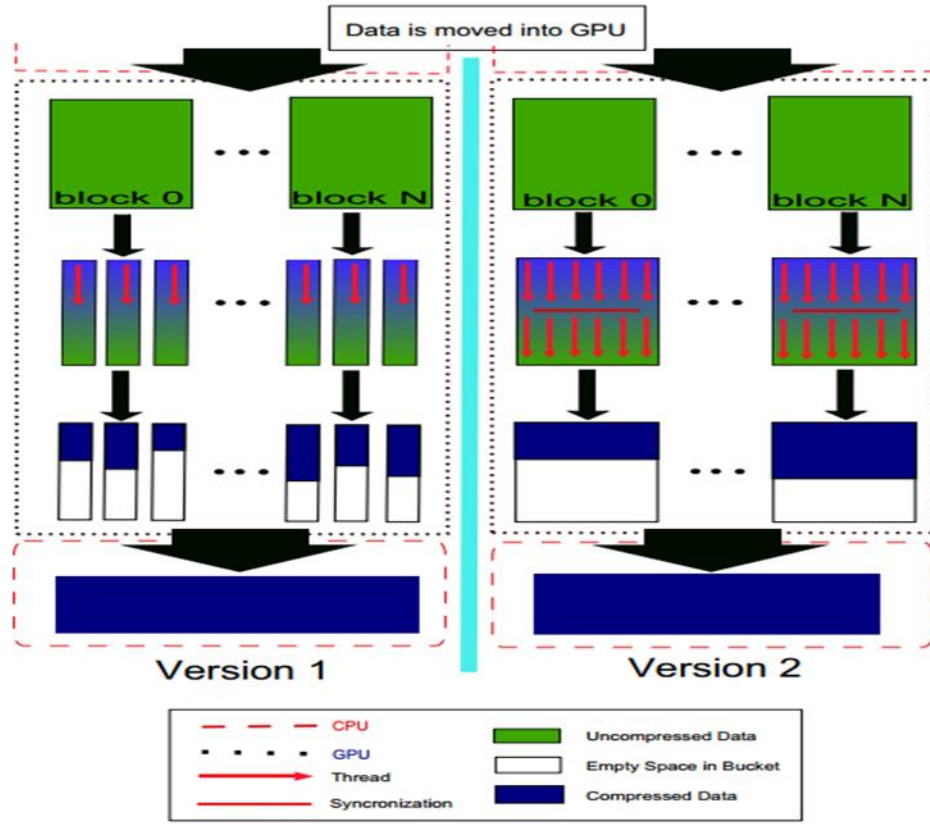 Data is moved into GPU
block 0
block N
block 0
block N
Version 1
Version 2
CPU
GPU
Thread
Syncronization
Uncompressed Data
Empty Space in Bucket
Compressed Data